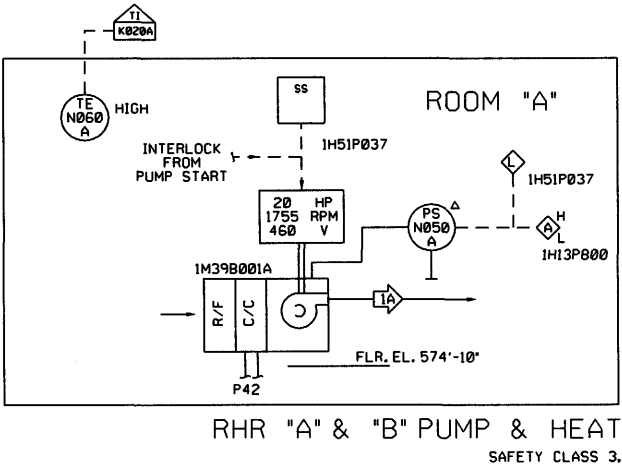 TI
K020A
TE
N060
A
HIGH
SS
ROOM "A"
INTERLOCK
FROM
PUMP START
1H51P037
L
1H51P037
20 HP
1755 RPM
460 V
PS
N050
A
A
H
L
1H13P800
1M39B001A
R/F
C/C
C
1A
FLR. EL. 574'-10"
P42
RHR "A" & "B" PUMP & HEAT
SAFETY CLASS 3,